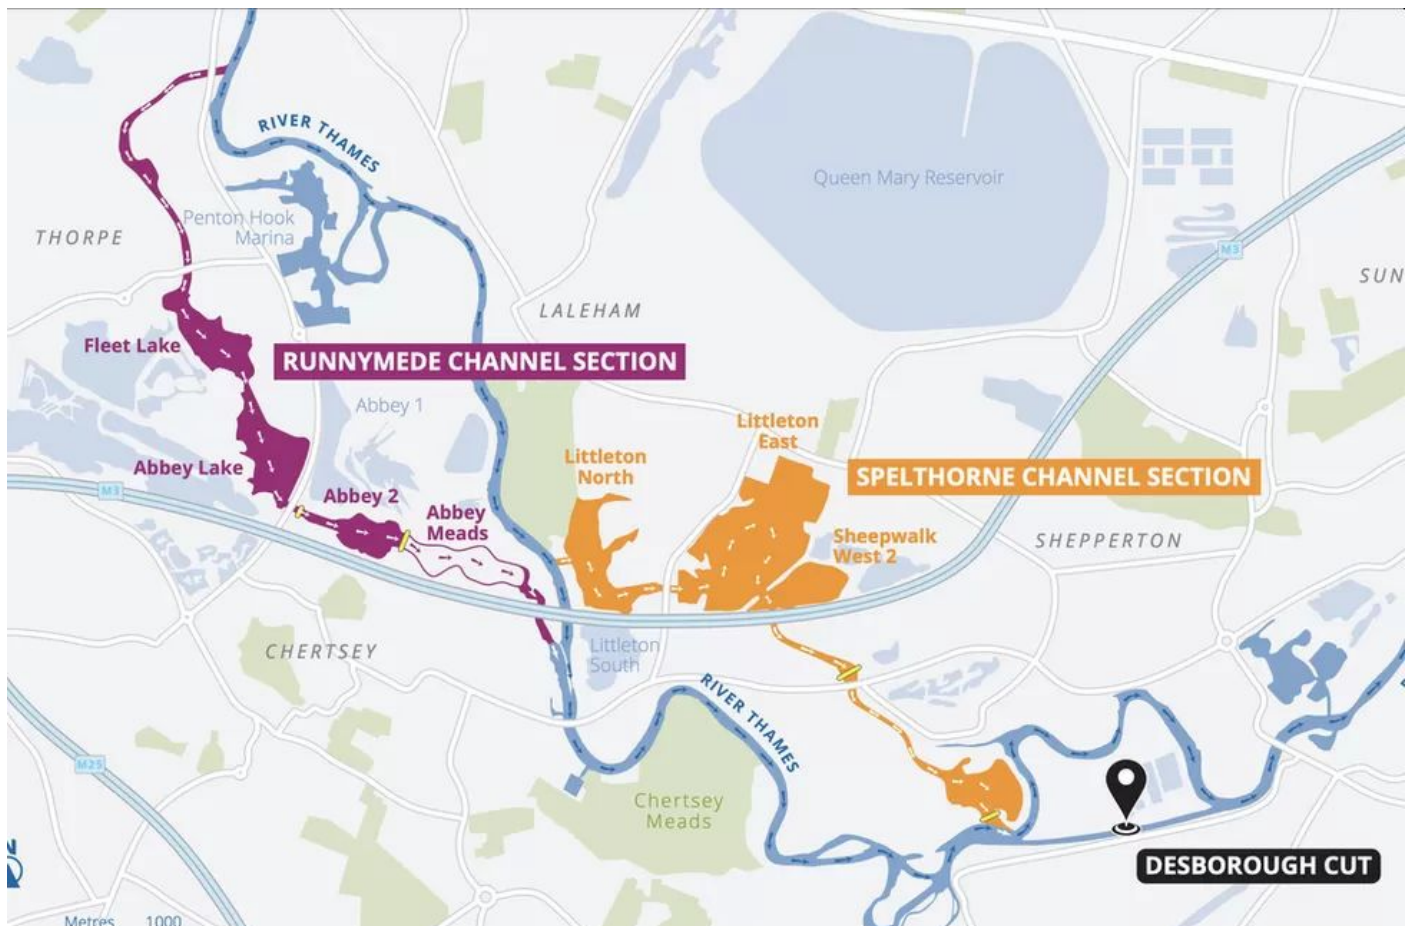 RIVER THAMES
Queen Mary Reservoir
Penton Hook
Marina
THORPE
M3
SUN
LALEHAM
Fleet Lake
RUNNYMEDE CHANNEL SECTION
Abbey 1
Littleton
East
Abbey Lake
Littleton
North
SPELTHORNE CHANNEL SECTION
M3
Abbey 2
Abbey
Meads
Sheepwalk
West 2
SHEPPERTON
CHERTSEY
Littleton
South
RIVER THAMES
M25
Chertsey
Meads
DESBOROUGH CUT
Metres 1000